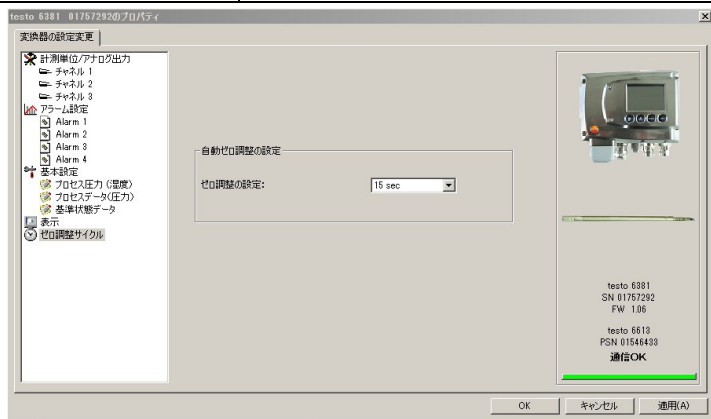 testo 6381 01757292のプロパティ
変換器の設定変更
計測単位/アナログ出力
チャネル 1
チャネル 2
チャネル 3
アラーム設定
Alarm 1
Alarm 2
Alarm 3
Alarm 4
基本設定
プロセス圧力 (湿度)
プロセスデータ(圧力)
基準状態データ
表示
ゼロ調整サイクル
自動ゼロ調整の設定
ゼロ調整の設定:
15 sec
testo 6381
SN 01757292
FW 1.06
testo 6613
PSN 01546433
通信OK
OK
キャンセル
適用(A)